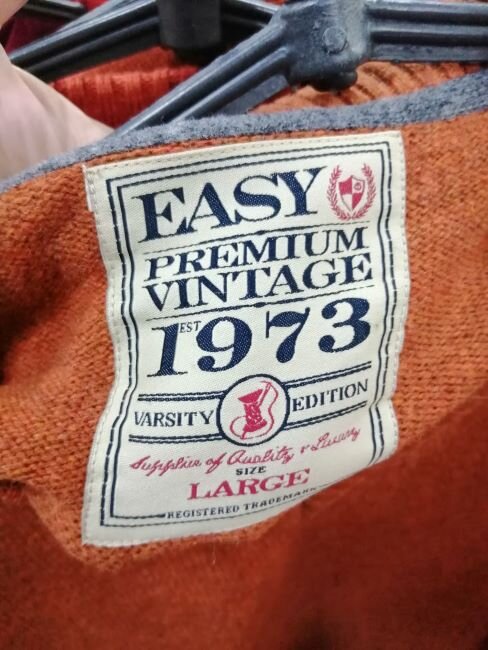 EASY
PREMIUM
VINTAGE
EST 1973
VARSITY EDITION
Supplier of Quality & Luxury
SIZE
LARGE
REGISTERED TRADEMARK